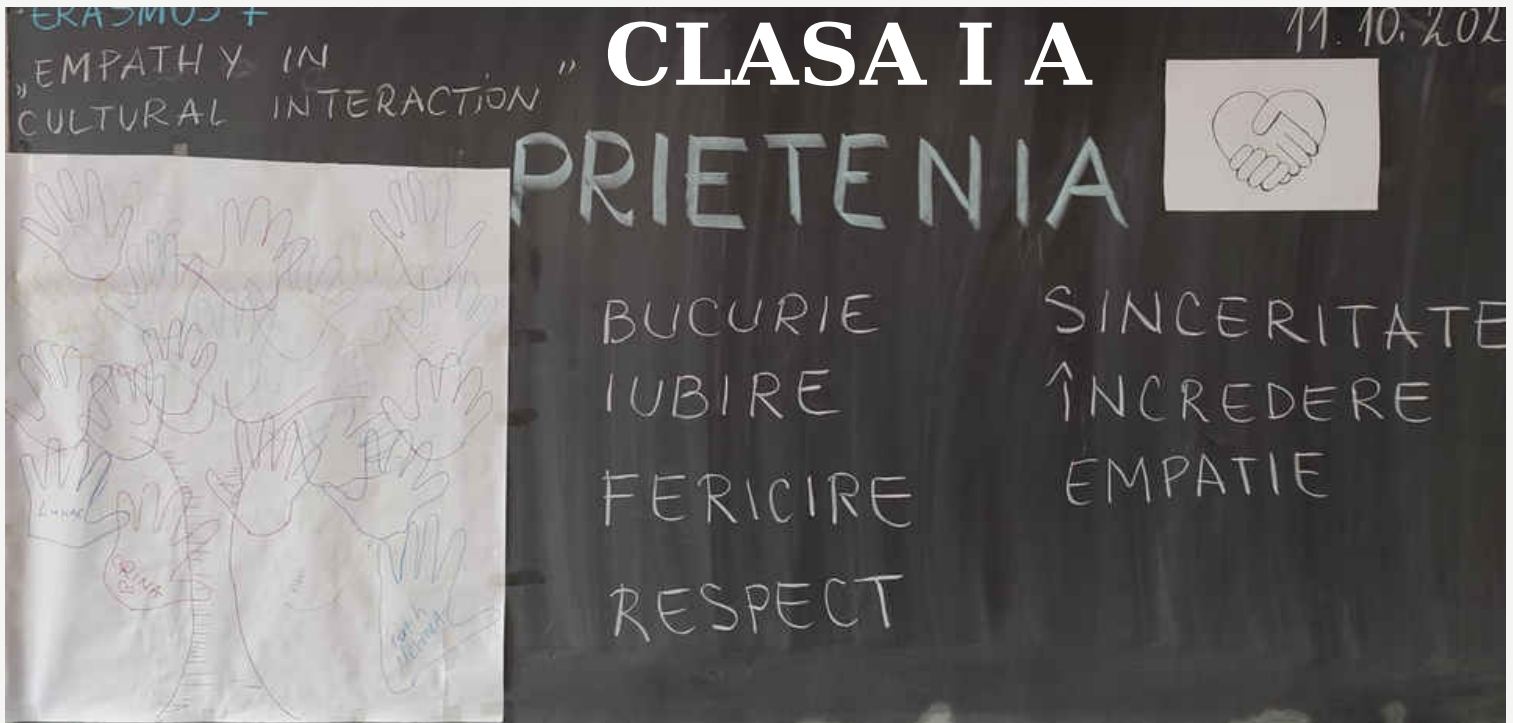 ERASMUS +
„EMPATHY IN
CULTURAL INTERACTION”
CLASA I A
11.10.202
PRIETENIA
BUCURIE
IUBIRE
FERICIRE
RESPECT
SINCERITATE
ÎNCREDERE
EMPATIE